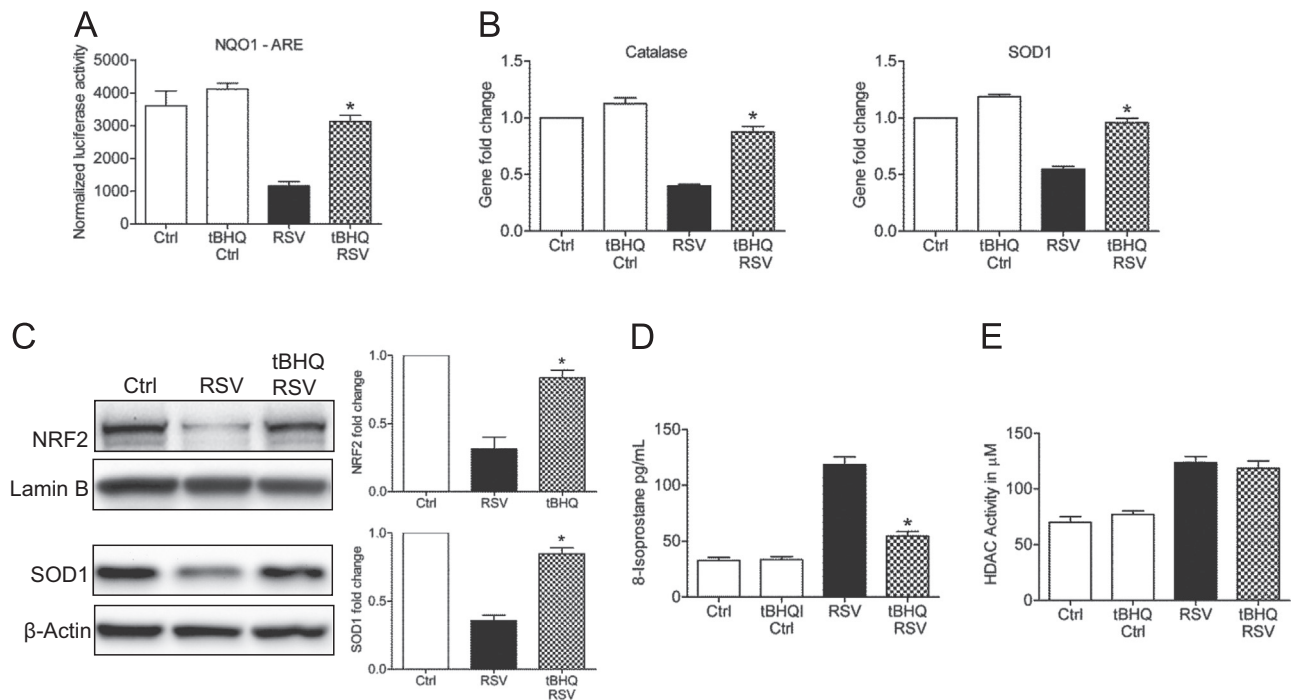 A
NQO1 - ARE
Normalized luciferase activity
5000
4000
3000
2000
1000
0
*
Ctrl
tBHQ
Ctrl
RSV
tBHQ
RSV
B
Catalase
Gene fold change
1.5
1.0
0.5
0.0
*
Ctrl
tBHQ
Ctrl
RSV
tBHQ
RSV
SOD1
Gene fold change
1.5
1.0
0.5
0.0
*
Ctrl
tBHQ
Ctrl
RSV
tBHQ
RSV
C
Ctrl
RSV
tBHQ
RSV
NRF2
Lamin B
SOD1
β-Actin
NRF2 fold change
1.0
0.5
0.0
*
Ctrl
RSV
tBHQ
SOD1 fold change
1.0
0.5
0.0
*
Ctrl
RSV
tBHQ
RSV
D
8-Isoprostane pg/mL
150
100
50
0
*
Ctrl
tBHQI
Ctrl
RSV
tBHQ
RSV
E
HDAC Activity in μM
150
100
50
0
Ctrl
tBHQ
Ctrl
RSV
tBHQ
RSV